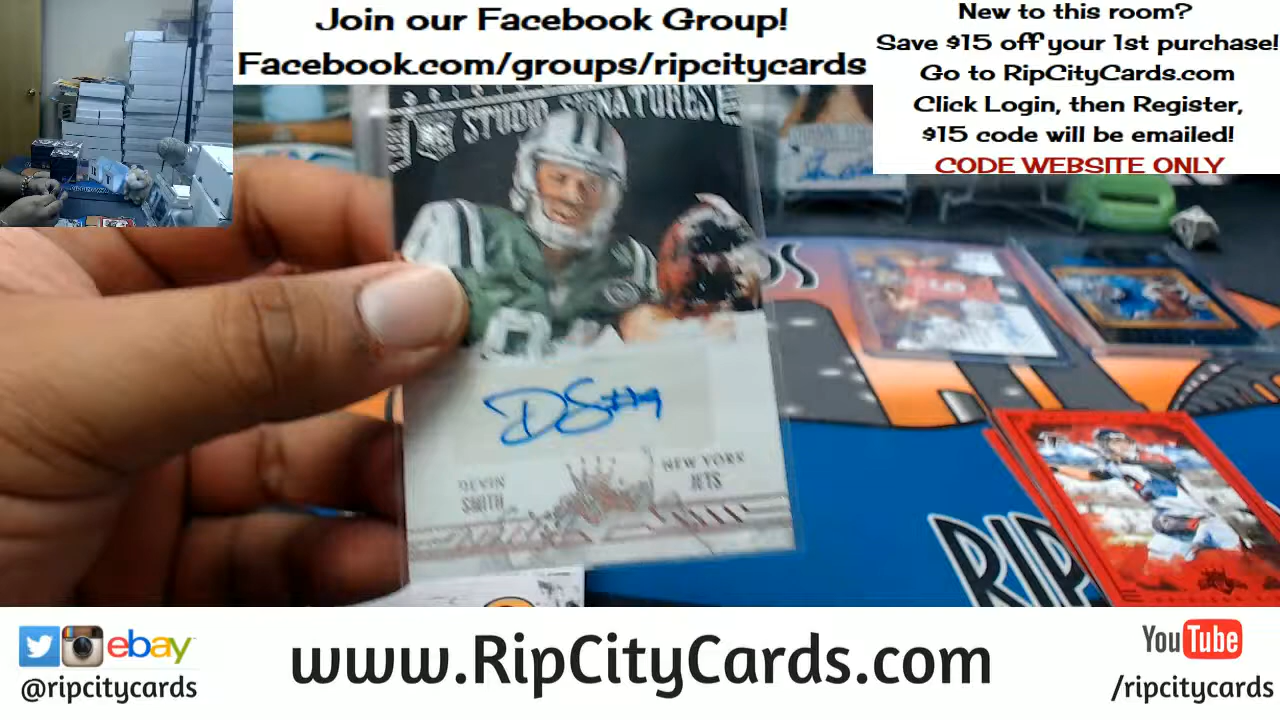 Join our Facebook Group!
Facebook.com/groups/ripcitycards
New to this room?
Save $15 off your 1st purchase!
Go to RipCityCards.com
Click Login, then Register,
$15 code will be emailed!
CODE WEBSITE ONLY
STUDIO SIGNATURES
DEVIN
SMITH
NEW YORK
JETS
RIP
ebay
@ripcitycards
www.RipCityCards.com
YouTube
/ripcitycards